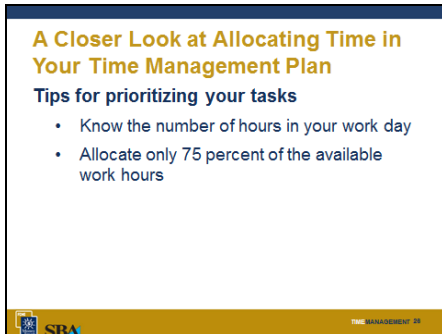 A Closer Look at Allocating Time in
Your Time Management Plan
Tips for prioritizing your tasks
• Know the number of hours in your work day
• Allocate only 75 percent of the available
work hours
SBA
TIME MANAGEMENT 28